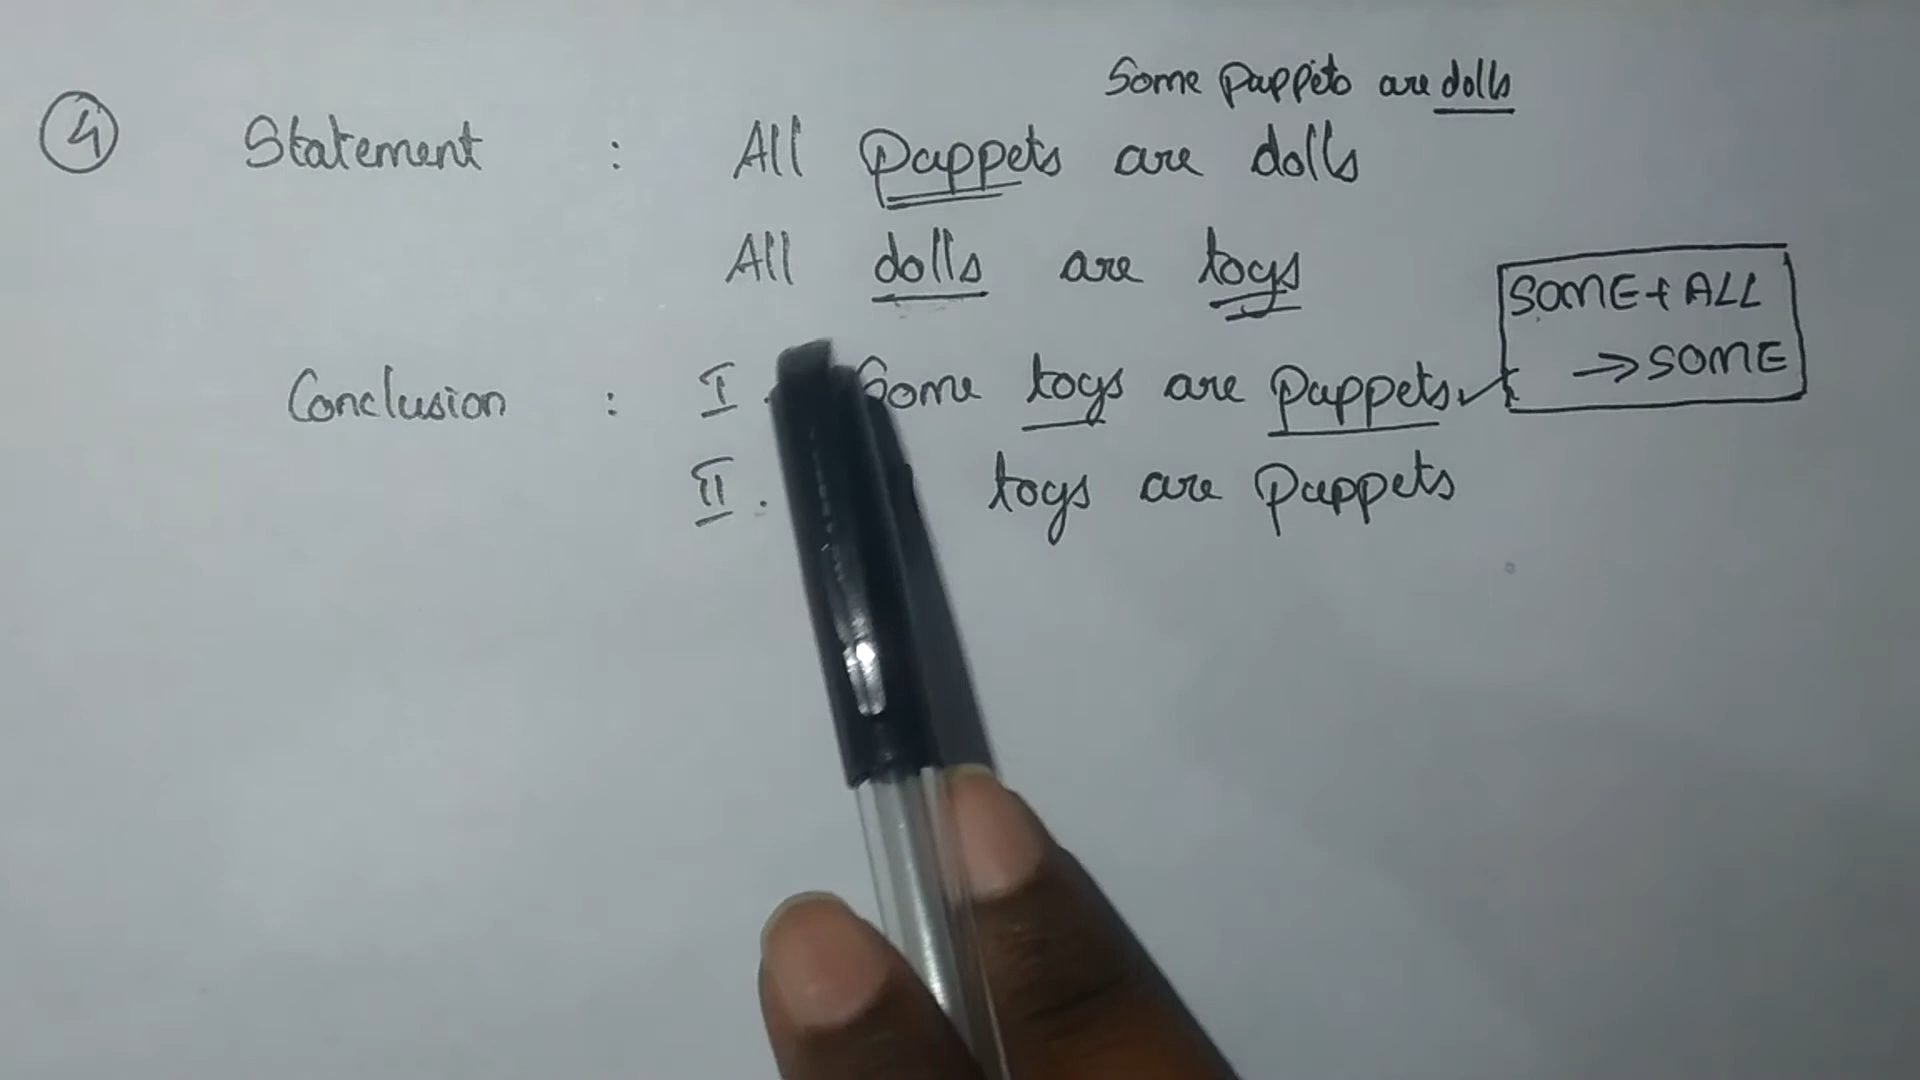 Some puppets are dolls
4 Statement : All puppets are dolls
All dolls are toys
SOME + ALL
→ SOME
Conclusion : I. Some toys are puppets ✓
II. toys are puppets